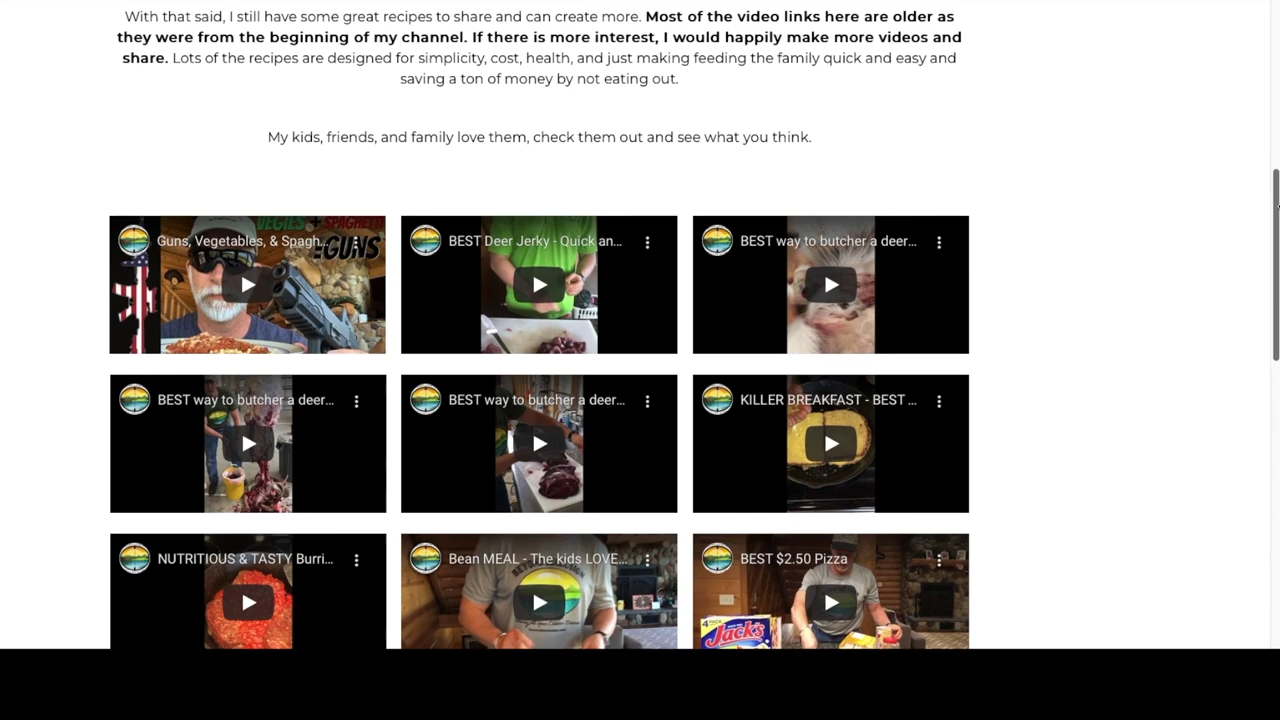 With that said, I still have some great recipes to share and can create more. Most of the video links here are older as
they were from the beginning of my channel. If there is more interest, I would happily make more videos and
share. Lots of the recipes are designed for simplicity, cost, health, and just making feeding the family quick and easy and
saving a ton of money by not eating out.
My kids, friends, and family love them, check them out and see what you think.
Guns, Vegetables, & Spagh...
GUNS
BEST Deer Jerky - Quick an...
BEST way to butcher a deer...
BEST way to butcher a deer...
BEST way to butcher a deer...
KILLER BREAKFAST - BEST ...
NUTRITIOUS & TASTY Burri...
Bean MEAL - The kids LOVE...
BEST $2.50 Pizza
4 PACK
Jack's